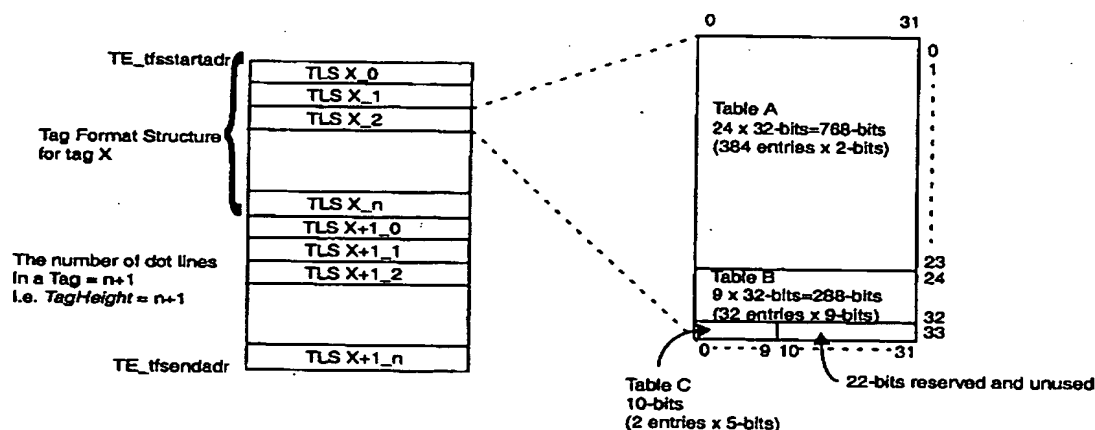 0 31
TE_tfsstartadr
TLS X_0
TLS X_1
TLS X_2
Tag Format Structure
for tag X
TLS X_n
TLS X+1_0
TLS X+1_1
TLS X+1_2
The number of dot lines
in a Tag = n+1
i.e. TagHeight = n+1
TLS X+1_n
TE_tfsendadr
0
1
Table A
24 x 32-bits=768-bits
(384 entries x 2-bits)
23
24
Table B
9 x 32-bits=288-bits
(32 entries x 9-bits)
32
33
0 9 10 31
Table C
10-bits
(2 entries x 5-bits)
22-bits reserved and unused